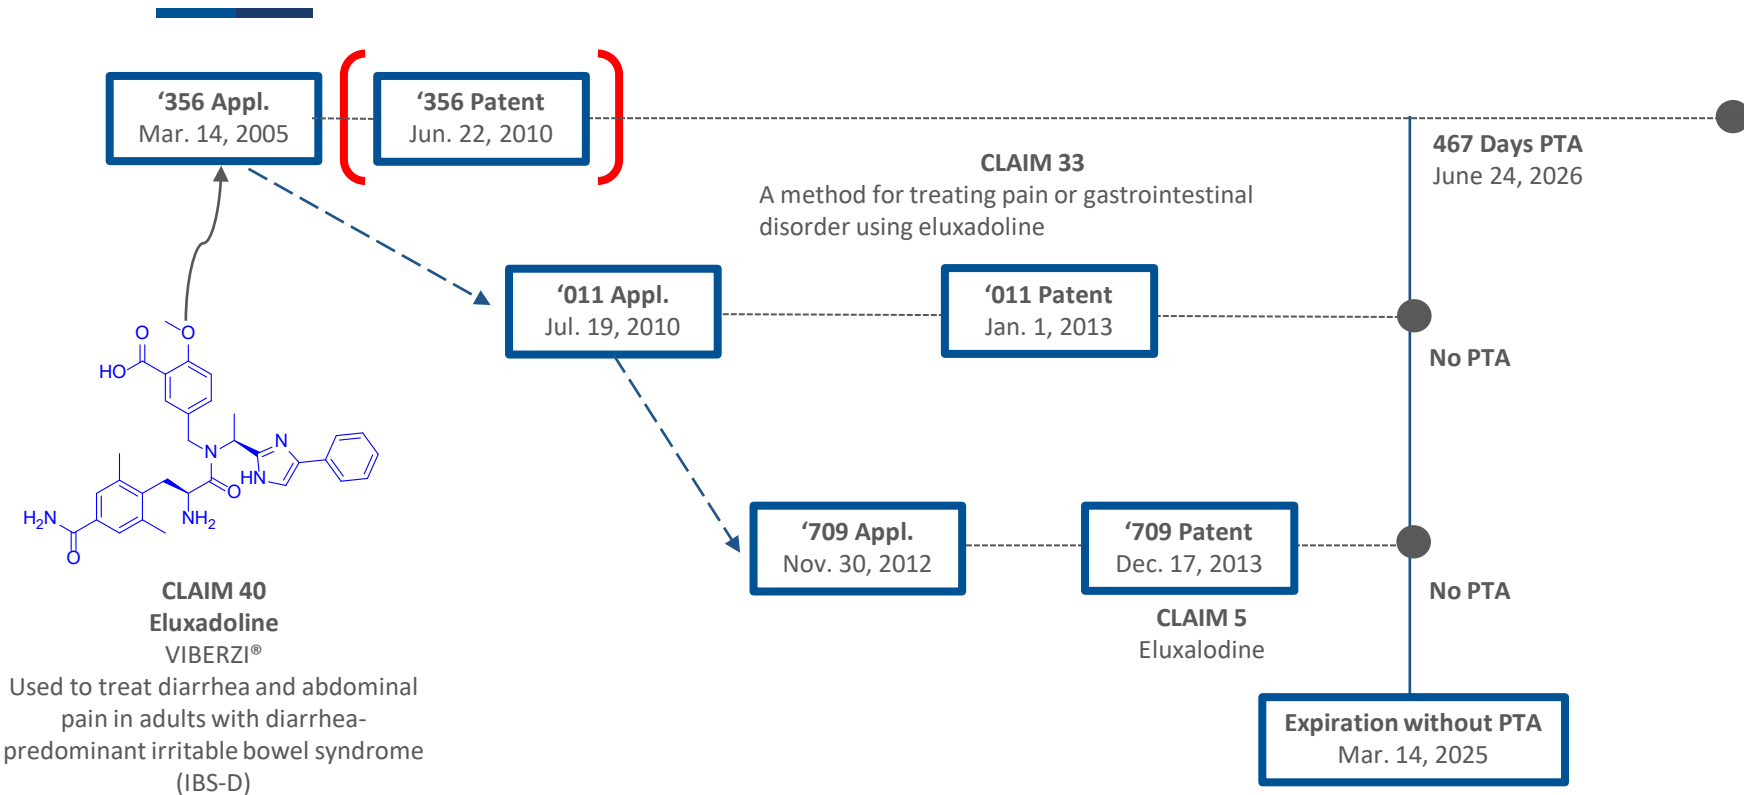 ‘356 Appl.
Mar. 14, 2005
‘356 Patent
Jun. 22, 2010
467 Days PTA
June 24, 2026
CLAIM 33
A method for treating pain or gastrointestinal
disorder using eluxadoline
‘011 Appl.
Jul. 19, 2010
‘011 Patent
Jan. 1, 2013
No PTA
O
O
HO
N
N
HN
O
H₂N
NH₂
O
‘709 Appl.
Nov. 30, 2012
‘709 Patent
Dec. 17, 2013
No PTA
CLAIM 40
Eluxadoline
VIBERZI®
Used to treat diarrhea and abdominal
pain in adults with diarrhea-
predominant irritable bowel syndrome
(IBS-D)
CLAIM 5
Eluxalodine
Expiration without PTA
Mar. 14, 2025